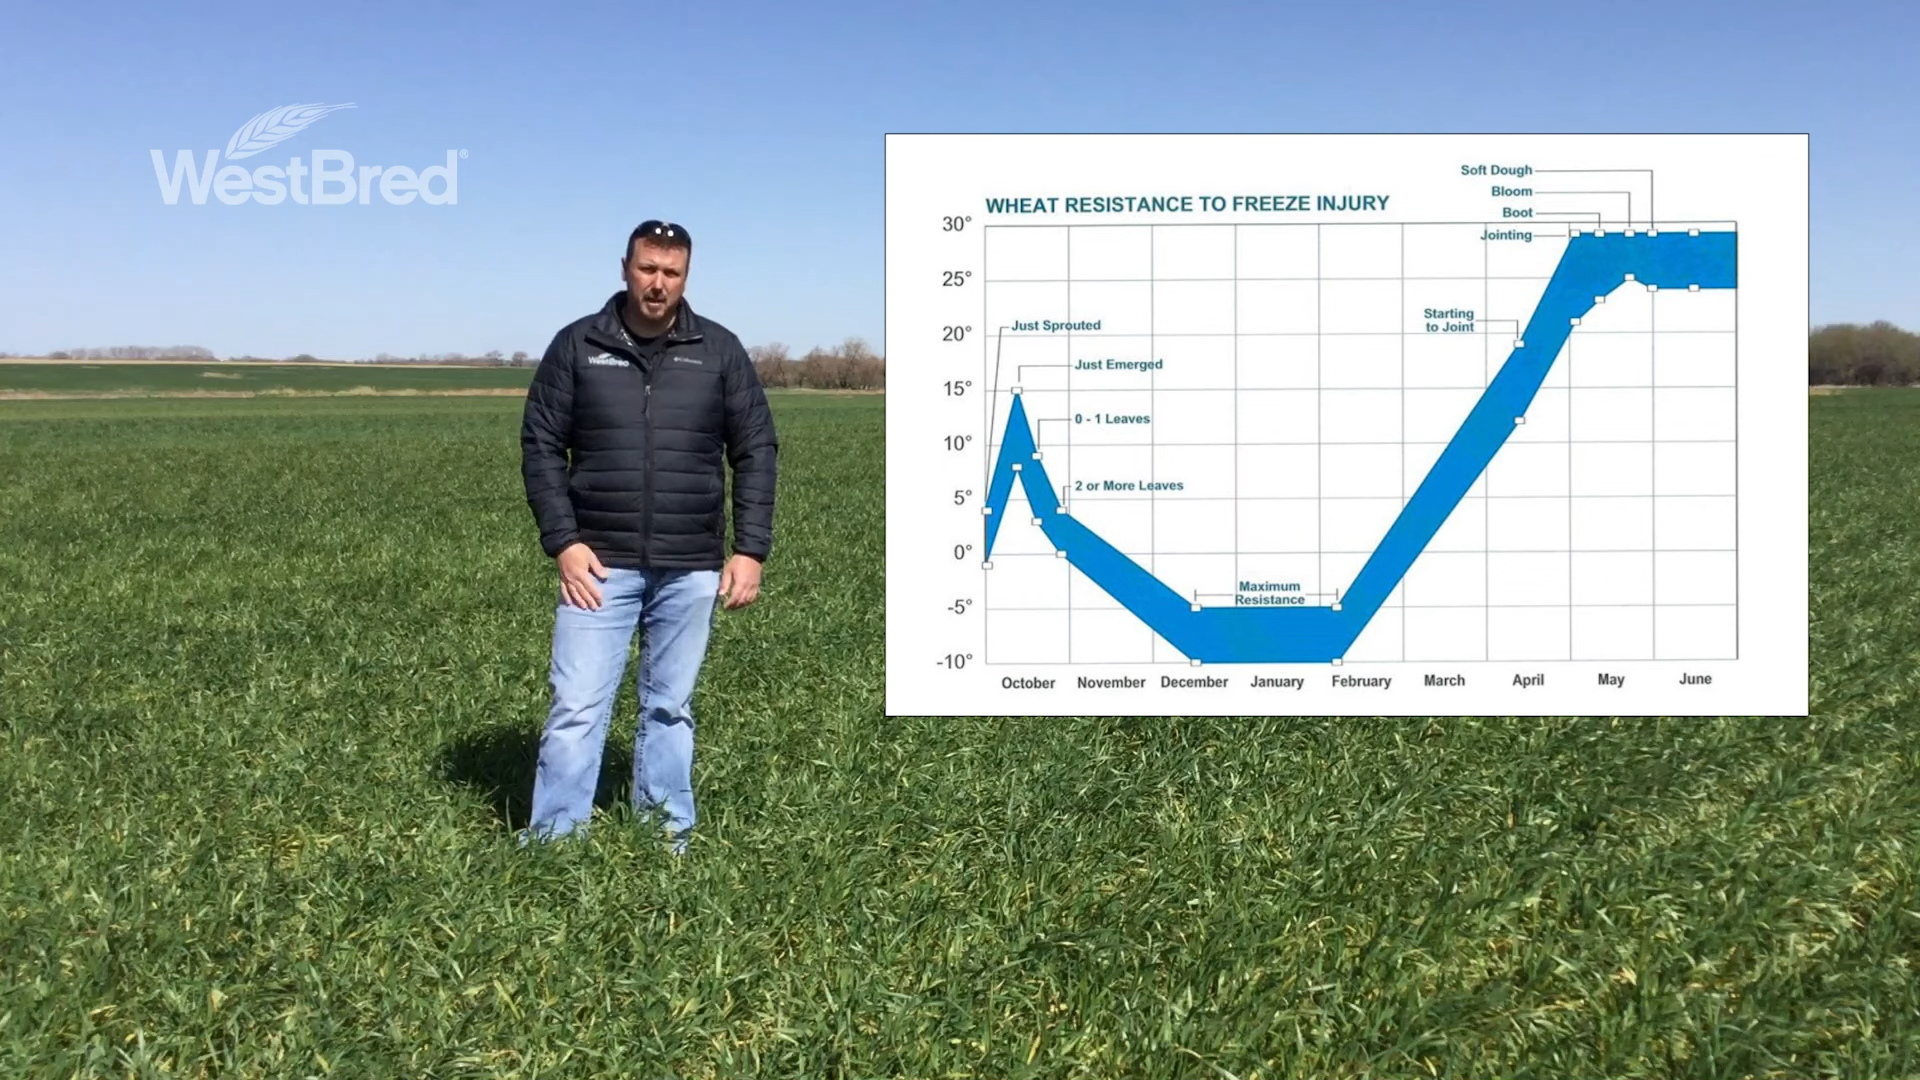 WestBred®
WestBred
Columbia
WHEAT RESISTANCE TO FREEZE INJURY
Soft Dough
Bloom
Boot
Jointing
30°
25°
20°
15°
10°
5°
0°
-5°
-10°
Just Sprouted
Just Emerged
0 - 1 Leaves
2 or More Leaves
Starting
to Joint
Maximum
Resistance
October November December January February March April May June